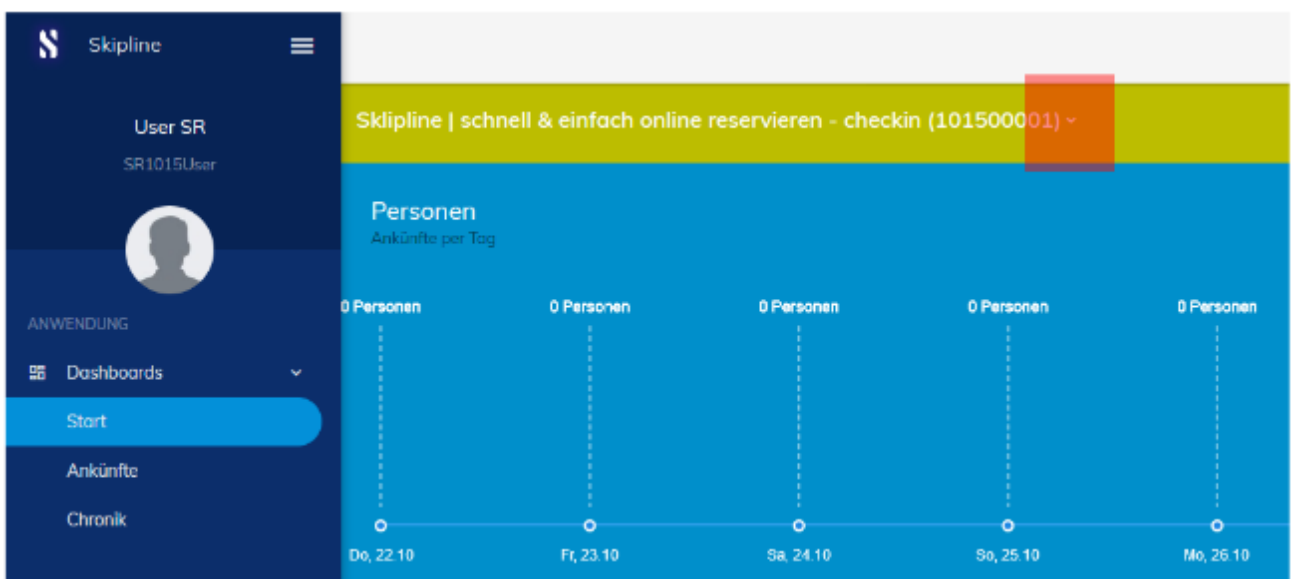 Skipline
User SR
SR1015User
ANWENDUNG
Dashboards
Start
Ankünfte
Chronik
Sklipline | schnell & einfach online reservieren - checkin (101500001)
Personen
Ankünfte per Tag
0 Personen 0 Personen 0 Personen 0 Personen 0 Personen
Do, 22.10 Fr, 23.10 Sa, 24.10 So, 25.10 Mo, 26.10